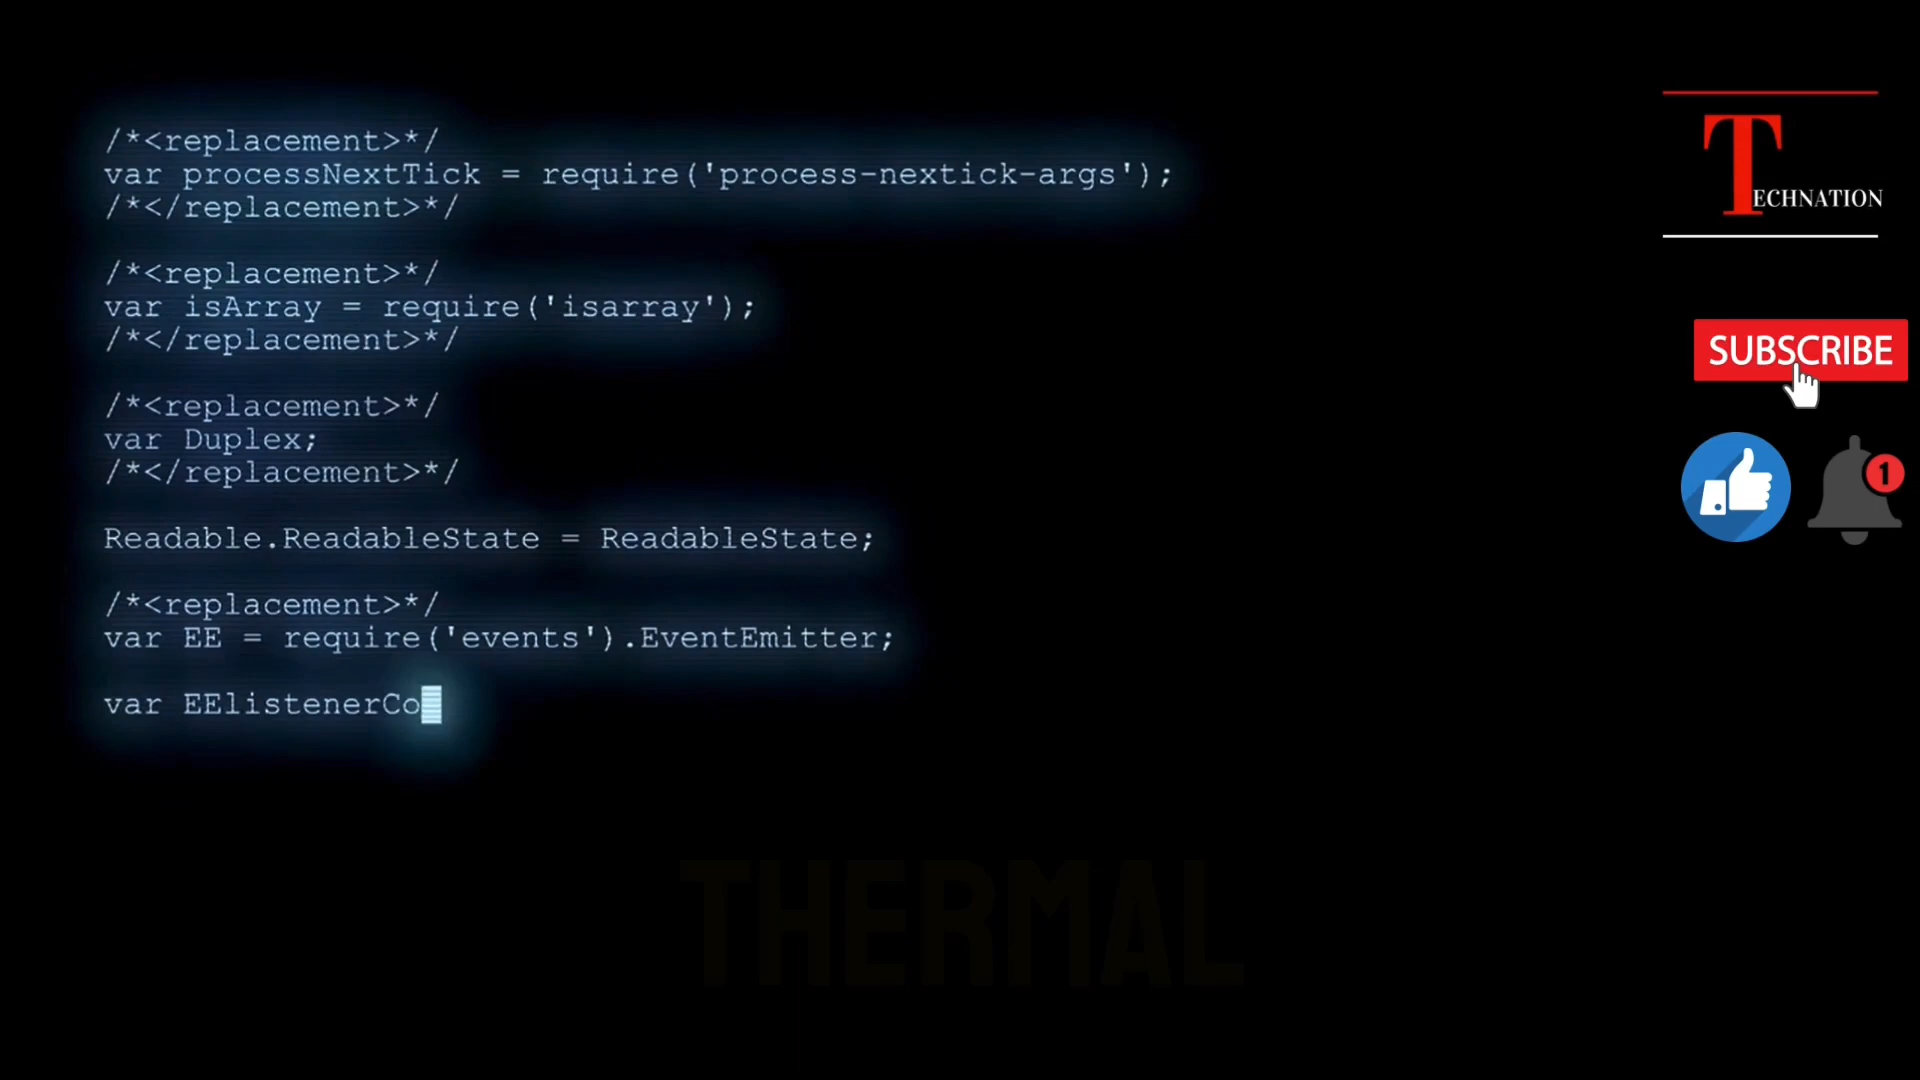 /*<replacement>*/
var processNextTick = require('process-nextick-args');
/*</replacement>*/
/*<replacement>*/
var isArray = require('isarray');
/*</replacement>*/
/*<replacement>*/
var Duplex;
/*</replacement>*/
Readable.ReadableState = ReadableState;
/*<replacement>*/
var EE = require('events').EventEmitter;
var EElistenerCo
TECHNATION
SUBSCRIBE
1
THERMAL